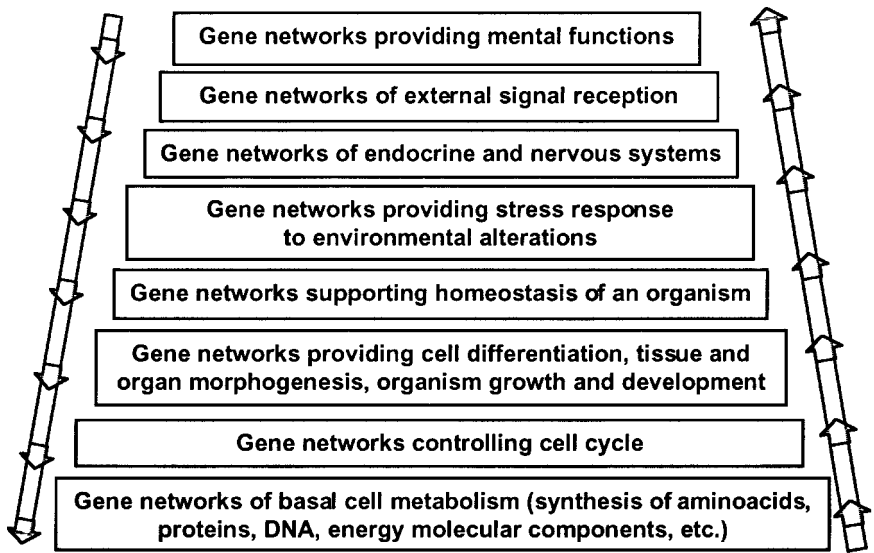 Gene networks providing mental functions
Gene networks of external signal reception
Gene networks of endocrine and nervous systems
Gene networks providing stress response
to environmental alterations
Gene networks supporting homeostasis of an organism
Gene networks providing cell differentiation, tissue and
organ morphogenesis, organism growth and development
Gene networks controlling cell cycle
Gene networks of basal cell metabolism (synthesis of aminoacids,
proteins, DNA, energy molecular components, etc.)